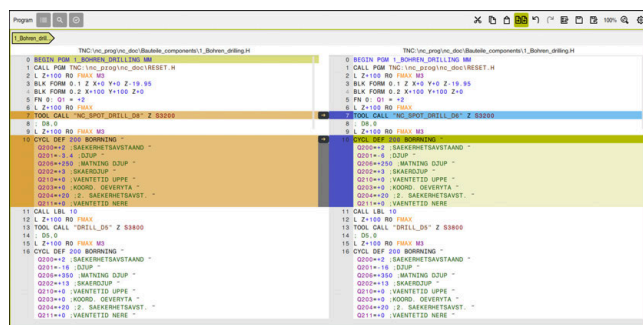 Program
100%
1_Bohren_dril...
TNC:\nc_prog\nc_doc\Bauteile_components\1_Bohren_drilling.H
0 BEGIN PGM 1_BOHREN_DRILLING MM
1 CALL PGM TNC:\nc_prog\nc_doc\RESET.H
2 L Z+100 R0 FMAX M3
3 BLK FORM 0.1 Z X+0 Y+0 Z-19.95
4 BLK FORM 0.2 X+100 Y+100 Z+0
5 FN 0: Q1 = +2
6 L Z+100 R0 FMAX
7 TOOL CALL "NC_SPOT_DRILL_D8" Z S3200
8 ; D8,0
9 L Z+100 R0 FMAX M3
10 CYCL DEF 200 BORRNING ~
Q200=+2 ;SAEKERHETSAVSTAAND ~
Q201=-3.4 ;DJUP ~
Q206=+250 ;MATNING DJUP ~
Q202=+3 ;SKAERDJUP ~
Q210=+0 ;VAENTETID UPPE ~
Q203=+0 ;KOORD. OEVERYTA ~
Q204=+20 ;2. SAEKERHETSAVST. ~
Q211=+0 ;VAENTETID NERE ~
11 CALL LBL 10
12 L Z+100 R0 FMAX
13 TOOL CALL "DRILL_D5" Z S3800
14 ; D5,0
15 L Z+100 R0 FMAX M3
16 CYCL DEF 200 BORRNING ~
Q200=+2 ;SAEKERHETSAVSTAAND ~
Q201=-16 ;DJUP ~
Q206=+350 ;MATNING DJUP ~
Q202=+13 ;SKAERDJUP ~
Q210=+0 ;VAENTETID UPPE ~
Q203=+0 ;KOORD. OEVERYTA ~
Q204=+20 ;2. SAEKERHETSAVST. ~
Q211=+0 ;VAENTETID NERE ~
TNC:\nc_prog\nc_doc\Bauteile_components\1_Bohren_drilling.H
0 BEGIN PGM 1_BOHREN_DRILLING MM
1 CALL PGM TNC:\nc_prog\nc_doc\RESET.H
2 L Z+100 R0 FMAX M3
3 BLK FORM 0.1 Z X+0 Y+0 Z-19.95
4 BLK FORM 0.2 X+100 Y+100 Z+0
5 FN 0: Q1 = +2
6 L Z+100 R0 FMAX
7 TOOL CALL "NC_SPOT_DRILL_D6" Z S3200
8 ; D8,0
9 L Z+100 R0 FMAX M3
10 CYCL DEF 200 BORRNING ~
Q200=+2 ;SAEKERHETSAVSTAAND ~
Q201=-6 ;DJUP ~
Q206=+250 ;MATNING DJUP ~
Q202=+3 ;SKAERDJUP ~
Q210=+0 ;VAENTETID UPPE ~
Q203=+0 ;KOORD. OEVERYTA ~
Q204=+20 ;2. SAEKERHETSAVST. ~
Q211=+0 ;VAENTETID NERE ~
11 CALL LBL 10
12 L Z+100 R0 FMAX
13 TOOL CALL "DRILL_D5" Z S3800
14 ; D5,0
15 L Z+100 R0 FMAX M3
16 CYCL DEF 200 BORRNING ~
Q200=+2 ;SAEKERHETSAVSTAAND ~
Q201=-16 ;DJUP ~
Q206=+350 ;MATNING DJUP ~
Q202=+13 ;SKAERDJUP ~
Q210=+0 ;VAENTETID UPPE ~
Q203=+0 ;KOORD. OEVERYTA ~
Q204=+20 ;2. SAEKERHETSAVST. ~
Q211=+0 ;VAENTETID NERE ~